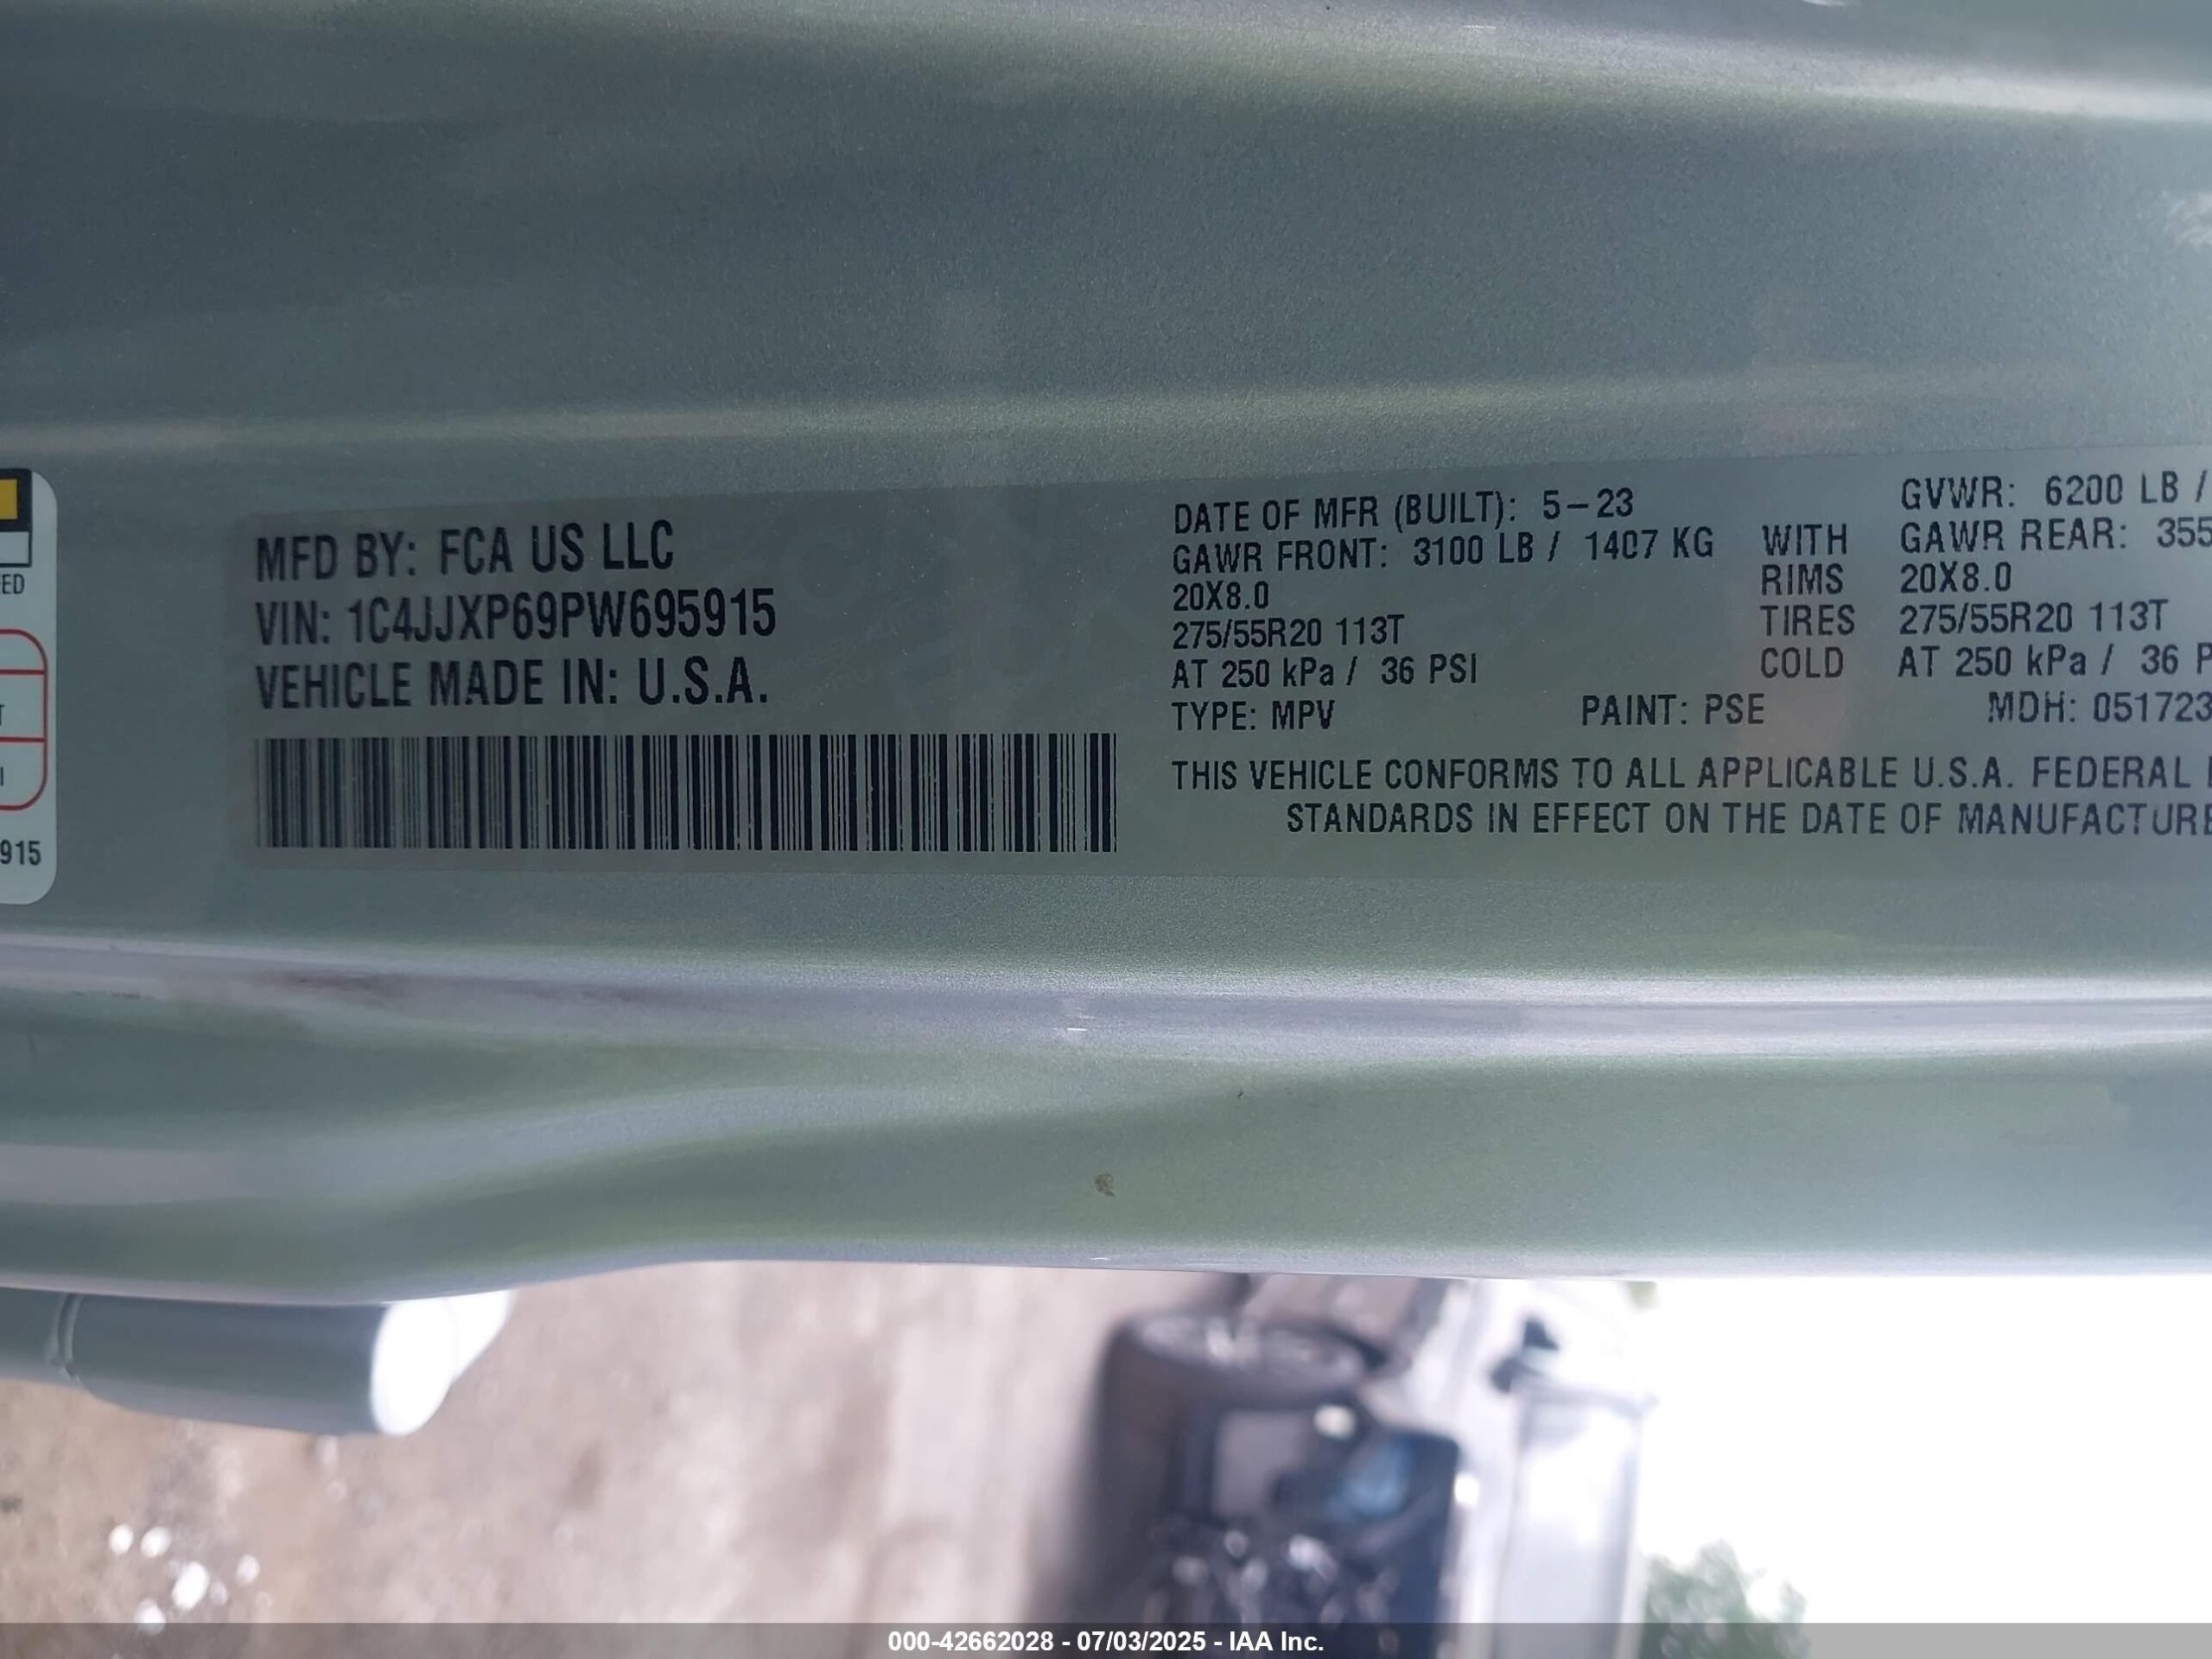 ED
T
I
915
MFD BY: FCA US LLC
VIN: 1C4JJXP69PW695915
VEHICLE MADE IN: U.S.A.
DATE OF MFR (BUILT): 5-23 GVWR: 6200 LB /
GAWR FRONT: 3100 LB / 1407 KG WITH GAWR REAR: 355
20X8.0 RIMS 20X8.0
275/55R20 113T TIRES 275/55R20 113T
AT 250 kPa / 36 PSI COLD AT 250 kPa / 36 P
TYPE: MPV PAINT: PSE MDH: 051723
THIS VEHICLE CONFORMS TO ALL APPLICABLE U.S.A. FEDERAL
STANDARDS IN EFFECT ON THE DATE OF MANUFACTURE
000-42662028 - 07/03/2025 - IAA Inc.